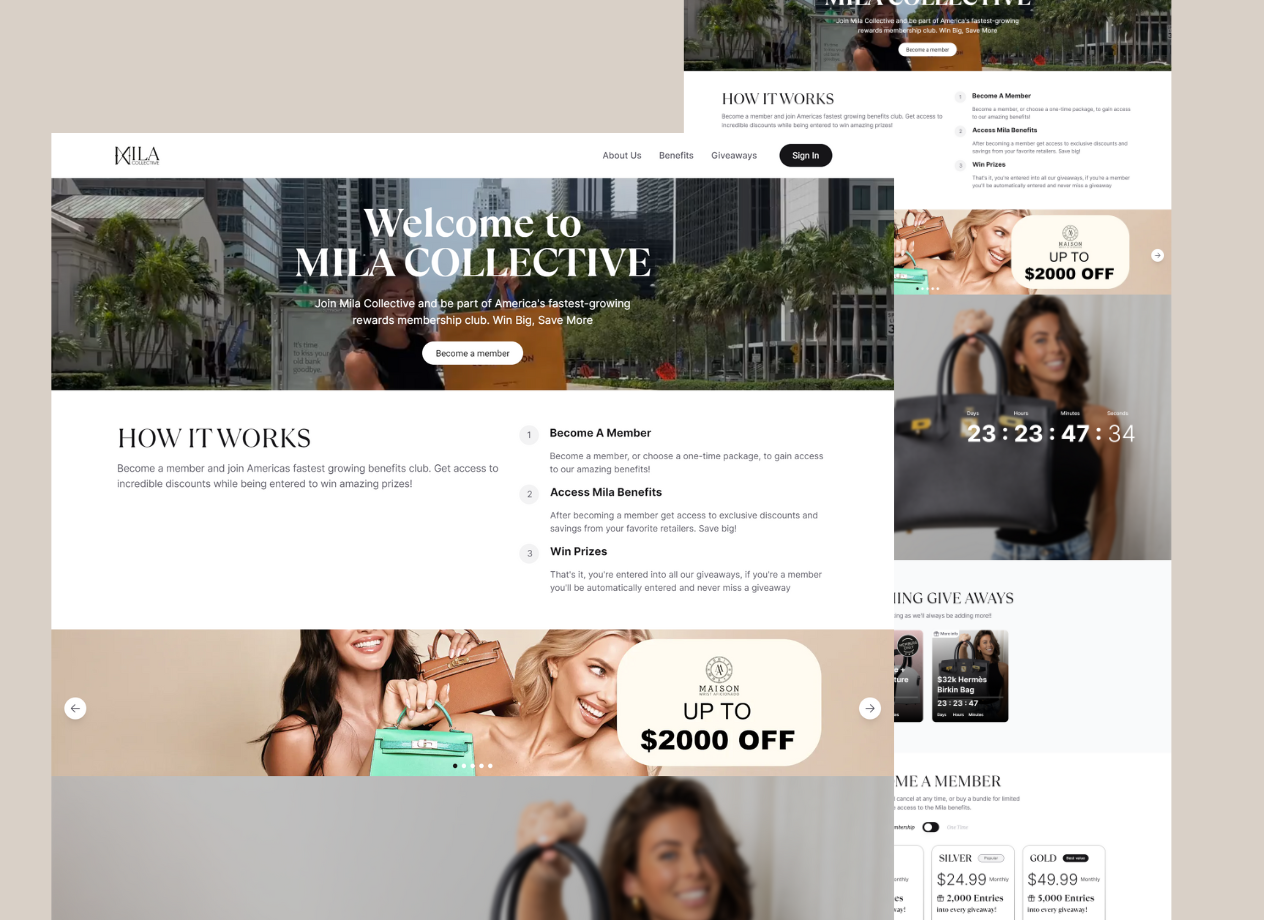 MILA COLLECTIVE
Join Mila Collective and be part of America's fastest-growing
rewards membership club. Win Big, Save More
Become a member
HOW IT WORKS
Become a member and join Americas fastest growing benefits club. Get access to
incredible discounts while being entered to win amazing prizes!
1
Become A Member
Become a member, or choose a one-time package, to gain access
to our amazing benefits!
2
Access Mila Benefits
After becoming a member get access to exclusive discounts and
savings from your favorite retailers. Save big!
3
Win Prizes
That's it, you're entered into all our giveaways, if you're a member
you'll be automatically entered and never miss a giveaway
MILA
COLLECTIVE
About Us
Benefits
Giveaways
Sign In
Welcome to
MILA COLLECTIVE
Join Mila Collective and be part of America's fastest-growing
rewards membership club. Win Big, Save More
Become a member
It's time
to kiss your
old bank
goodbye.
HOW IT WORKS
Become a member and join Americas fastest growing benefits club. Get access to
incredible discounts while being entered to win amazing prizes!
1
Become A Member
Become a member, or choose a one-time package, to gain access
to our amazing benefits!
2
Access Mila Benefits
After becoming a member get access to exclusive discounts and
savings from your favorite retailers. Save big!
3
Win Prizes
That's it, you're entered into all our giveaways, if you're a member
you'll be automatically entered and never miss a giveaway
MAISON
UP TO
$2000 OFF
MAISON
UP TO
$2000 OFF
Days Hours Minutes Seconds
23 : 23 : 47 : 34
ING GIVE AWAYS
ing as we'll always be adding more!!
More info
$32k Hermès
Birkin Bag
23 : 23 : 47
Days Hours Minutes
ME A MEMBER
cancel at any time, or buy a bundle for limited
access to the Mila benefits.
mbership
One Time
SILVER
Popular
$24.99 Monthly
2,000 Entries
into every giveaway!
GOLD
Best value
$49.99 Monthly
5,000 Entries
into every giveaway!